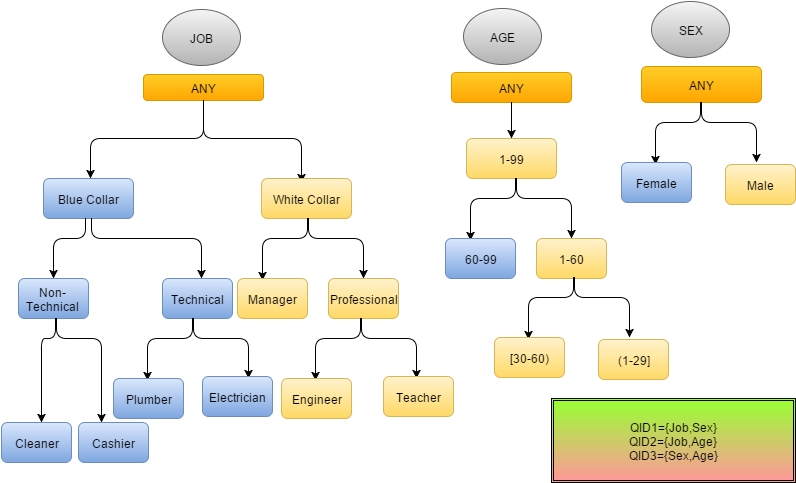 JOB
AGE
SEX
ANY
ANY
ANY
1-99
Female
Male
Blue Collar
White Collar
60-99
1-60
Non-
Technical
Technical
Manager
Professional
[30-60)
(1-29]
Plumber
Electrician
Engineer
Teacher
Cleaner
Cashier
QID1={Job,Sex}
QID2={Job,Age}
QID3={Sex,Age}